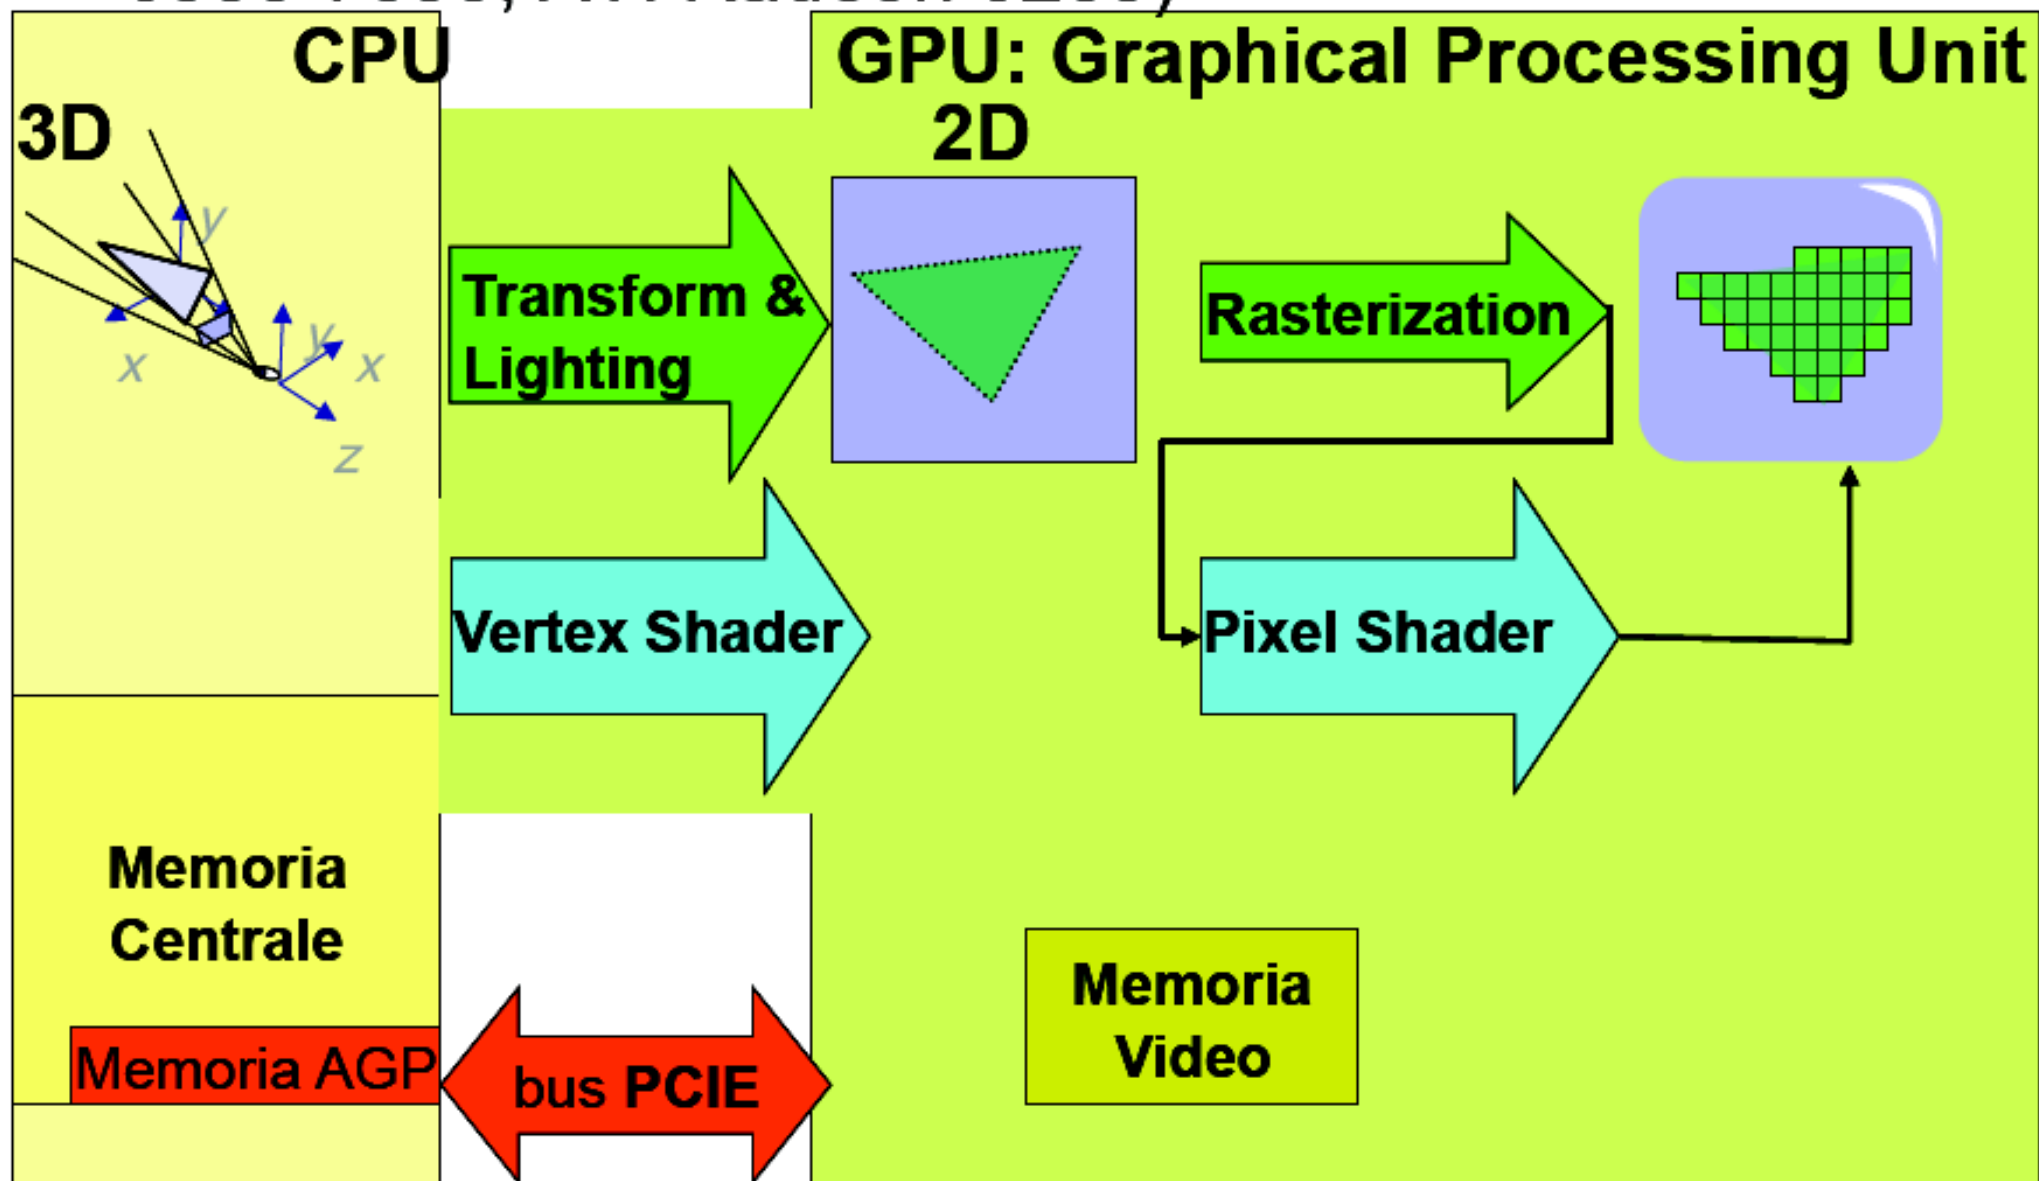 CPU
GPU: Graphical Processing Unit
3D
2D
y
x
y
x
z
Transform &
Lighting
Rasterization
Vertex Shader
Pixel Shader
Memoria
Centrale
Memoria AGP
bus PCIE
Memoria
Video